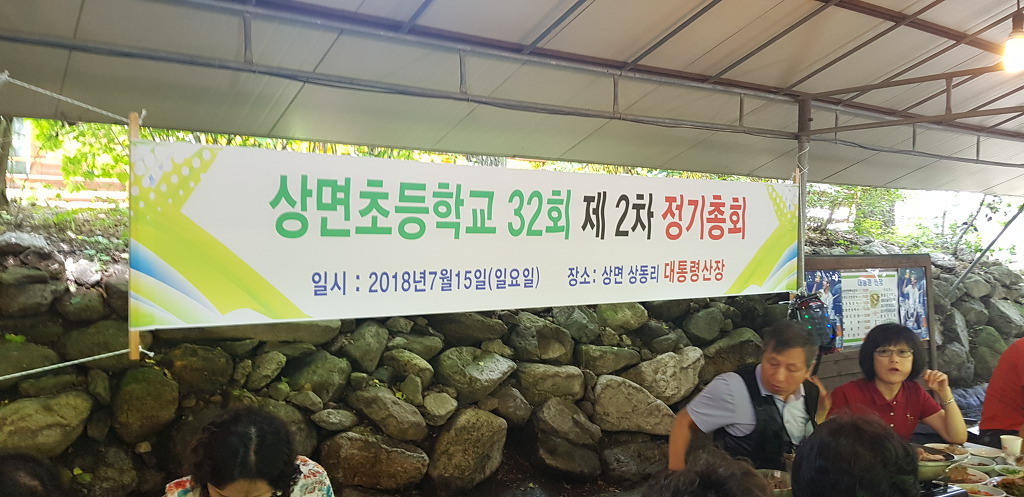 상면초등학교 32회 제 2차 정기총회
일시 : 2018년7월15일(일요일) 장소: 상면 상동리 대통령산장